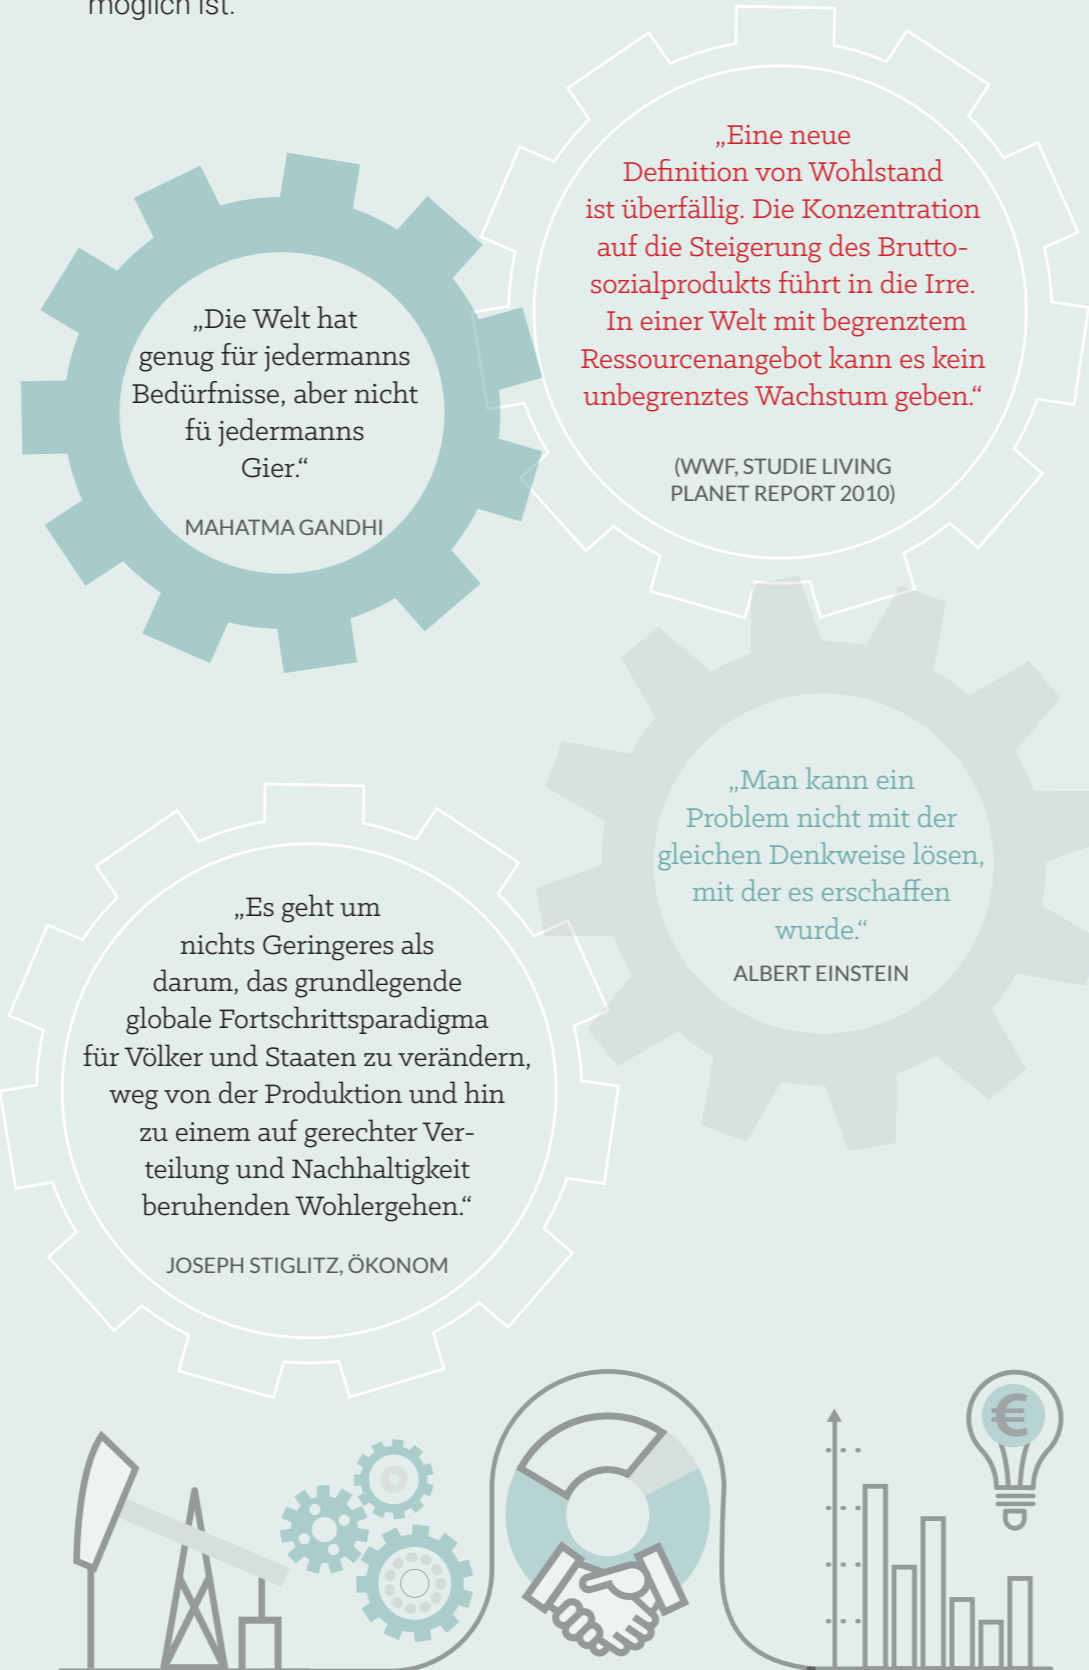 möglich ist.
„Die Welt hat
genug für jedermanns
Bedürfnisse, aber nicht
fü jedermanns
Gier.“
MAHATMA GANDHI
„Eine neue
Definition von Wohlstand
ist überfällig. Die Konzentration
auf die Steigerung des Brutto-
sozialprodukts führt in die Irre.
In einer Welt mit begrenztem
Ressourcenangebot kann es kein
unbegrenztes Wachstum geben.“
(WWF, STUDIE LIVING
PLANET REPORT 2010)
„Man kann ein
Problem nicht mit der
gleichen Denkweise lösen,
mit der es erschaffen
wurde.“
ALBERT EINSTEIN
„Es geht um
nichts Geringeres als
darum, das grundlegende
globale Fortschrittsparadigma
für Völker und Staaten zu verändern,
weg von der Produktion und hin
zu einem auf gerechter Ver-
teilung und Nachhaltigkeit
beruhenden Wohlergehen.“
JOSEPH STIGLITZ, ÖKONOM
€